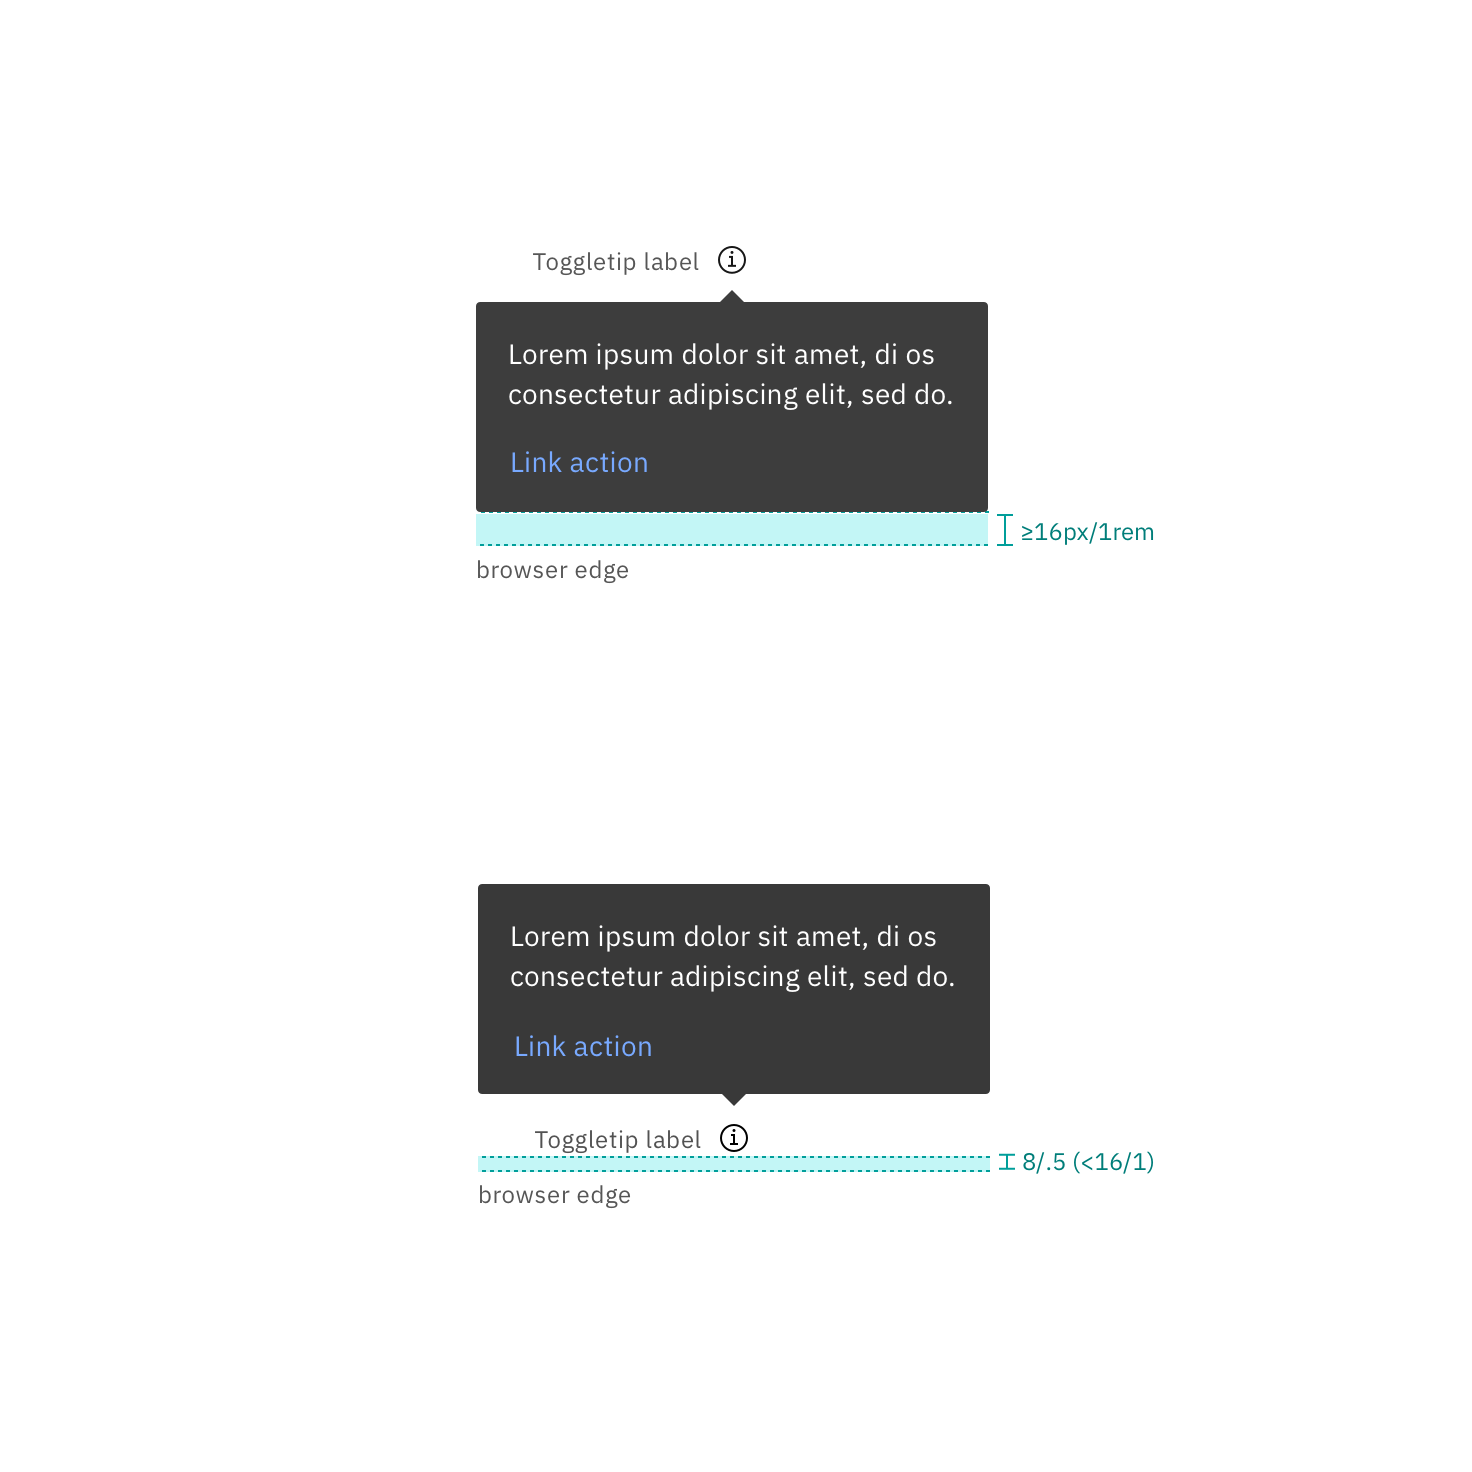 Toggletip label
Lorem ipsum dolor sit amet, di os
consectetur adipiscing elit, sed do.
Link action
≥16px/1rem
browser edge
Lorem ipsum dolor sit amet, di os
consectetur adipiscing elit, sed do.
Link action
Toggletip label
8/.5 (<16/1)
browser edge